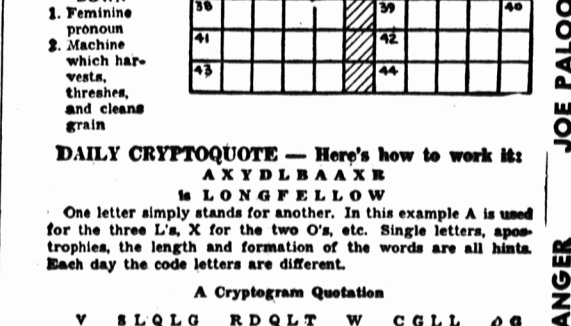 1. Feminine
pronoun
2. Machine
which har-
vests,
threshes,
and cleans
grain
38 39 40
41 42
43 44
DAILY CRYPTOQUOTE — Here's how to work it:
A X Y D L B A A X R
is L O N G F E L L O W
One letter simply stands for another. In this example A is used
for the three L's, X for the two O's, etc. Single letters, apos-
trophies, the length and formation of the words are all hints.
Each day the code letters are different.
A Cryptogram Quotation
V S L Q L G R D Q L T W C G L L
JOE PALOO
ANGER